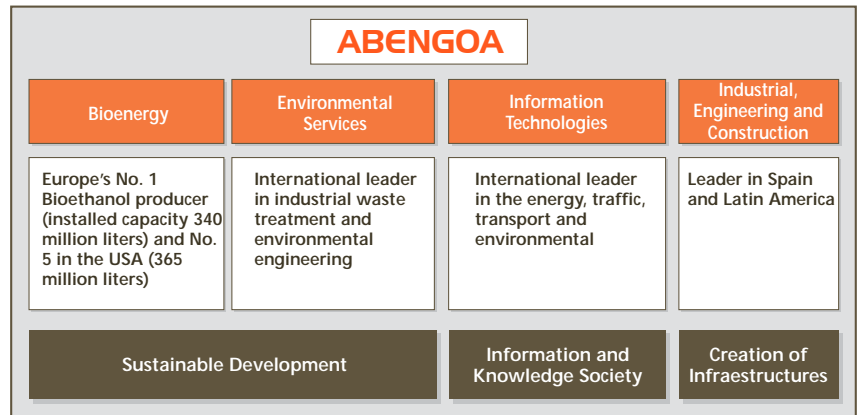 ABENGOA
Bioenergy
Environmental
Services
Information
Technologies
Industrial,
Engineering and
Construction
Europe's No. 1
Bioethanol producer
(installed capacity 340
million liters) and No.
5 in the USA (365
million liters)
International leader
in industrial waste
treatment and
environmental
engineering
International leader
in the energy, traffic,
transport and
environmental
Leader in Spain
and Latin America
Sustainable Development
Information and
Knowledge Society
Creation of
Infraestructures